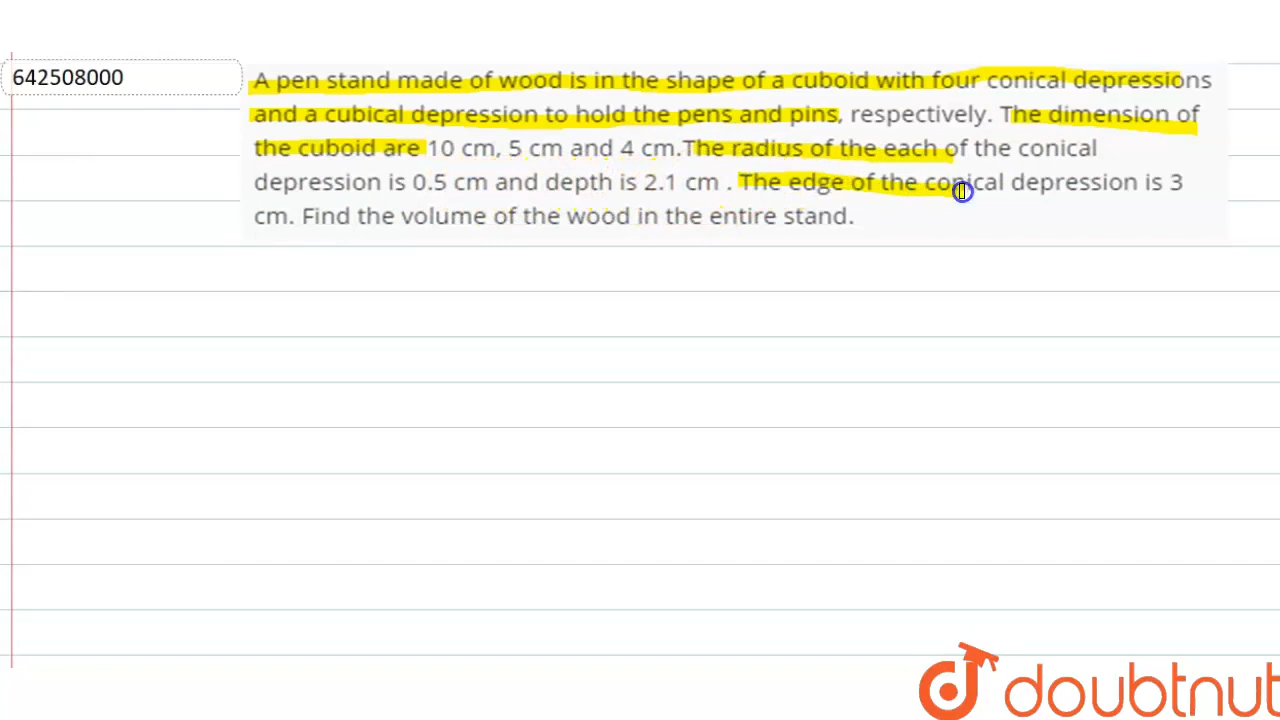 642508000
A pen stand made of wood is in the shape of a cuboid with four conical depressions
and a cubical depression to hold the pens and pins, respectively. The dimension of
the cuboid are 10 cm, 5 cm and 4 cm.The radius of the each of the conical
depression is 0.5 cm and depth is 2.1 cm . The edge of the conical depression is 3
cm. Find the volume of the wood in the entire stand.
doubtnut